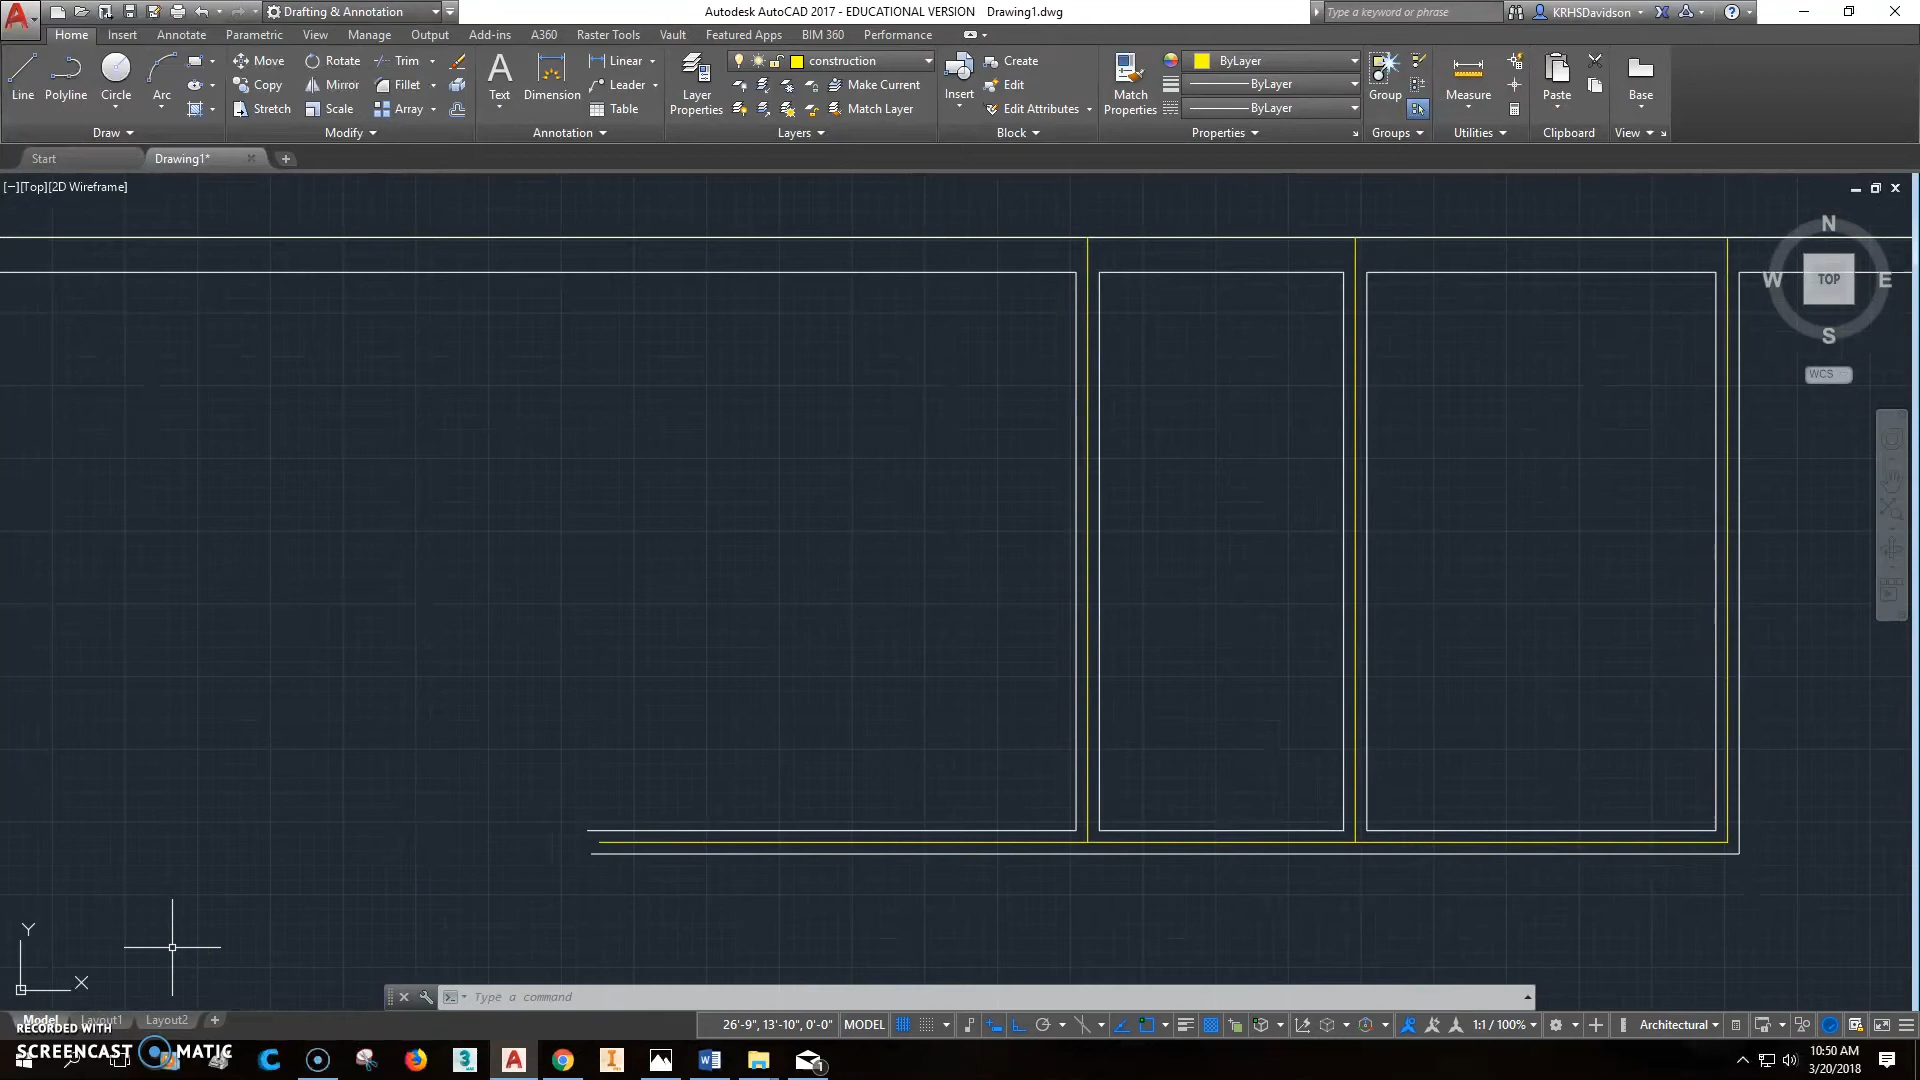 Drafting & Annotation
Autodesk AutoCAD 2017 - EDUCATIONAL VERSION Drawing1.dwg
Type a keyword or phrase
KRHSDavidson
Home Insert Annotate Parametric View Manage Output Add-ins A360 Raster Tools Vault Featured Apps BIM 360 Performance
Line Polyline Circle Arc
Move Rotate Trim
Copy Mirror Fillet
Stretch Scale Array
Text Dimension
Linear
Leader
Table
Layer Properties
construction
Make Current
Match Layer
Insert
Create
Edit
Edit Attributes
Match Properties
ByLayer
ByLayer
ByLayer
Group Measure Paste Base
Draw Modify Annotation Layers Block Properties Groups Utilities Clipboard View
Start Drawing1*
[−][Top][2D Wireframe]
N
W TOP E
S
WCS
Y
X
Type a command
Model Layout1 Layout2
26'-9", 13'-10", 0'-0" MODEL 1:1 / 100% Architectural
RECORDED WITH
SCREENCAST MATIC
10:50 AM
3/20/2018